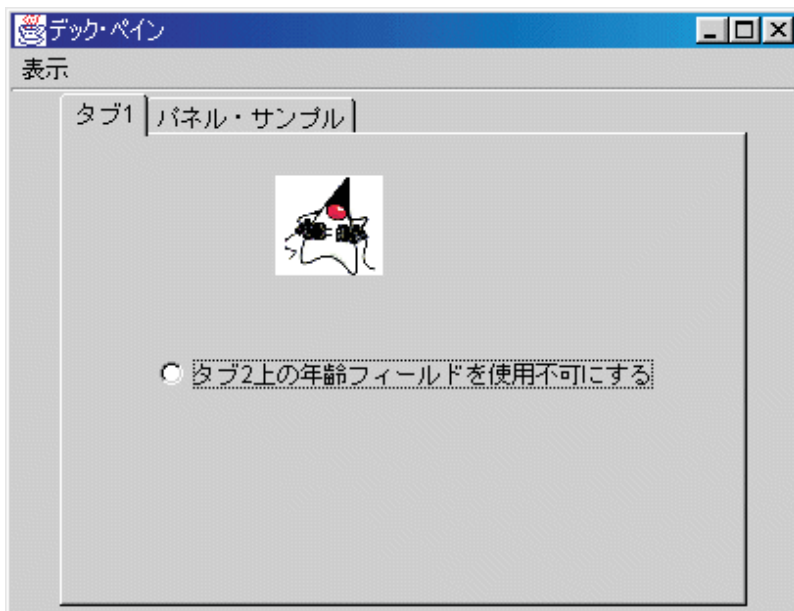 デック・ペイン
表示
タブ1
パネル・サンプル
タブ2上の年齢フィールドを使用不可にする